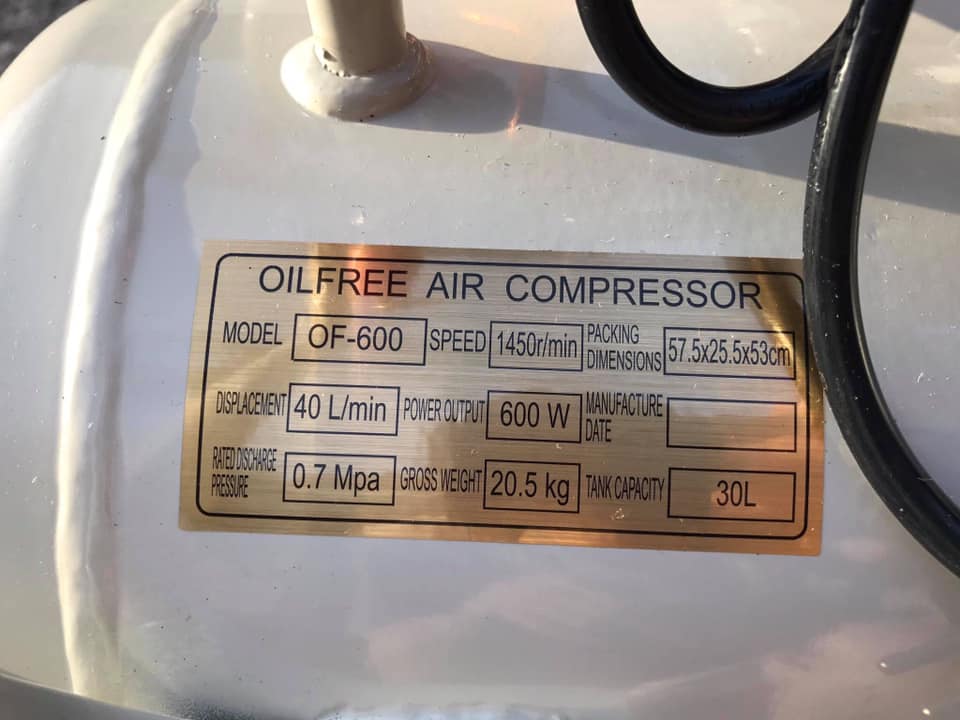 OILFREE AIR COMPRESSOR
MODEL OF-600 SPEED 1450r/min PACKING DIMENSIONS 57.5x25.5x53cm
DISPLACEMENT 40 L/min POWER OUTPUT 600 W MANUFACTURE DATE
RATED DISCHARGE PRESSURE 0.7 Mpa GROSS WEIGHT 20.5 kg TANK CAPACITY 30L